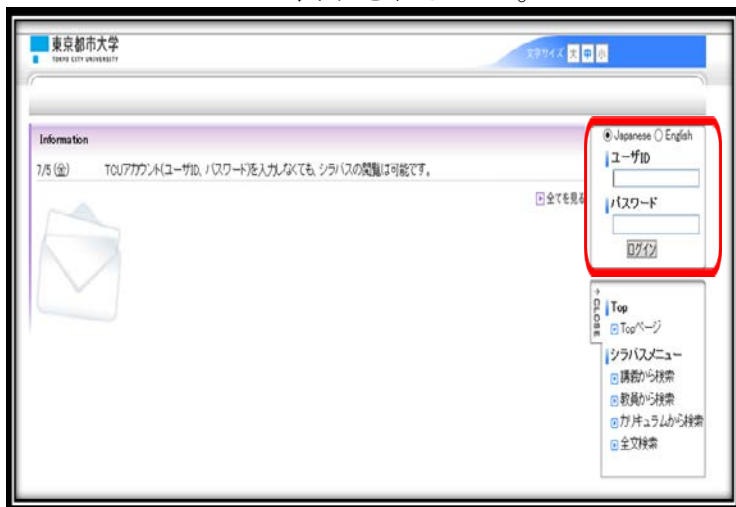 東京都市大学
TOKYO CITY UNIVERSITY
文字サイズ 大 中 小
Information
7/5 (金) TCUアカウント(ユーザID、パスワード)を入力しなくても、シラバスの閲覧は可能です。
全てを見る
Japanese English
ユーザID
パスワード
ログイン
CLOSE
Top
Topページ
シラバスメニュー
講義から検索
教員から検索
カリキュラムから検索
全文検索